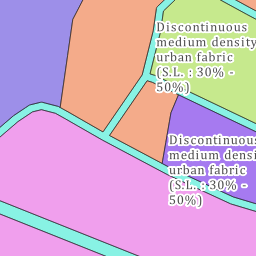 Discontinuous
medium density
urban fabric
(S.L. : 30% -
50%)
Discontinuous
medium densi
urban fabric
(S.L. : 30% -
50%)